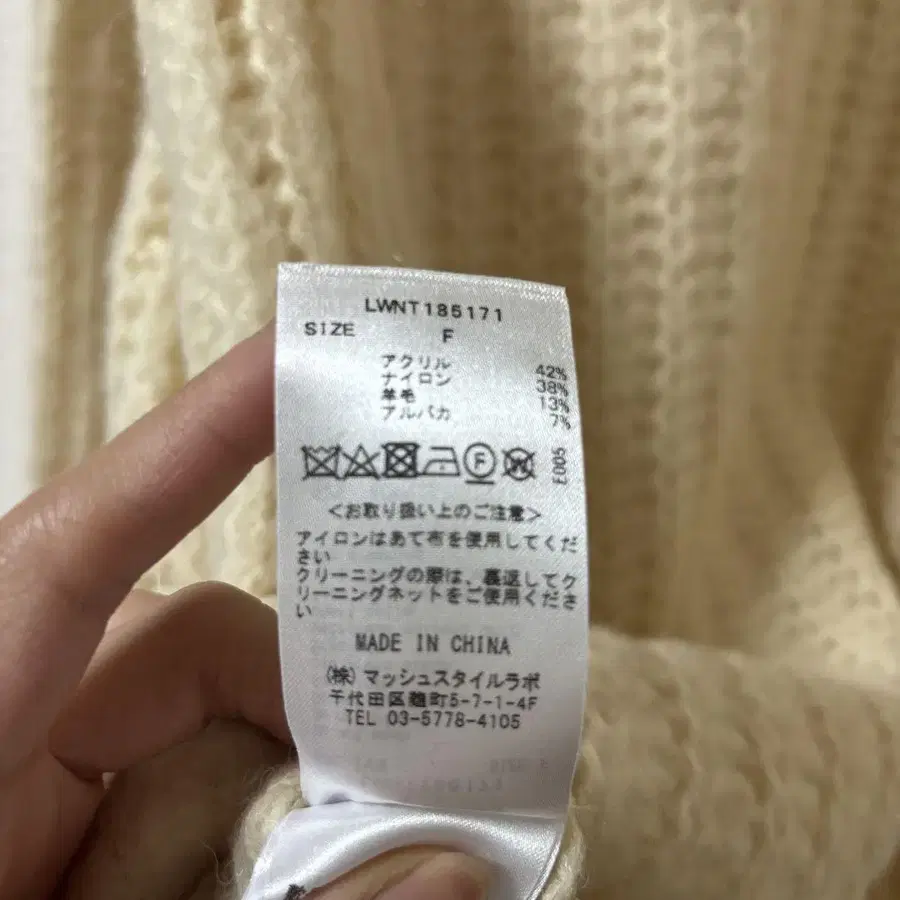 LWNT185171
SIZE F
アクリル 42%
ナイロン 38%
羊毛 13%
アルパカ 7%
F
W
E005
<お取り扱い上のご注意>
アイロンはあて布を使用してくだ
さい
クリーニングの際は、裏返してク
リーニングネットをご使用くださ
い
MADE IN CHINA
(株)マッシュスタイルラボ
千代田区麹町5-7-1-4F
TEL 03-5778-4105